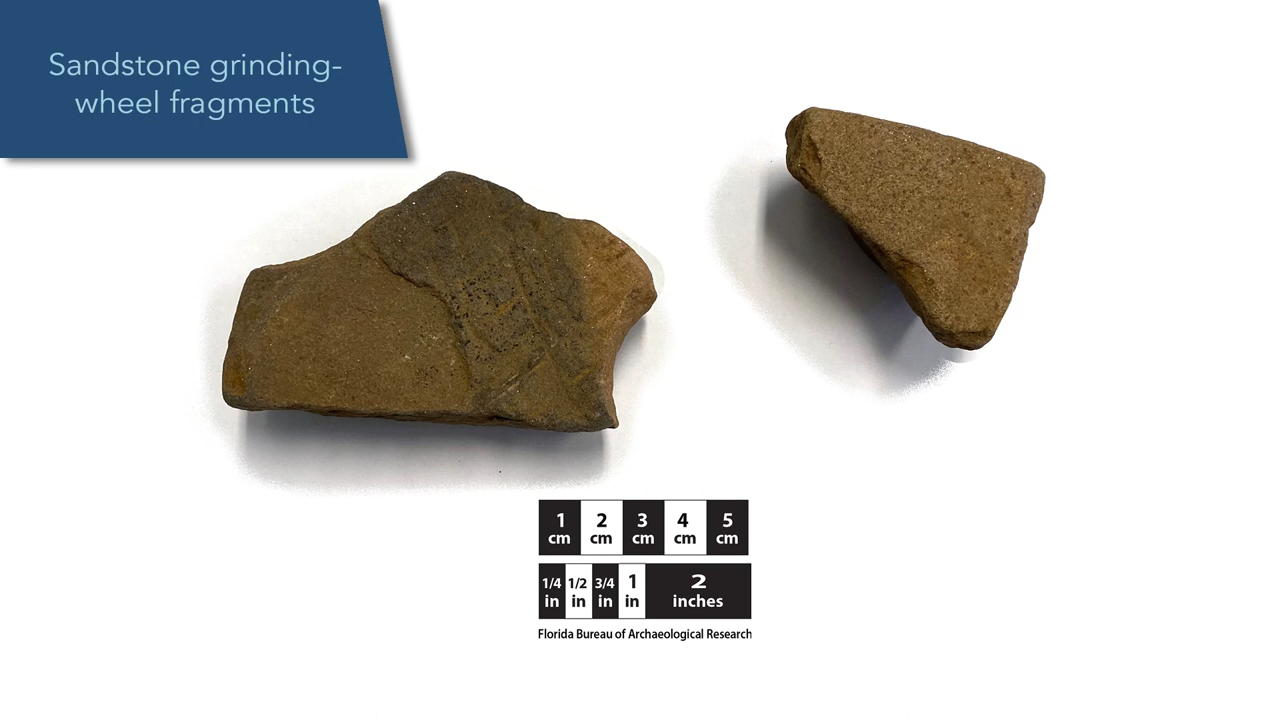 Sandstone grinding-
wheel fragments
1 2 3 4 5
cm cm cm cm cm
1/4 1/2 3/4 1 2
in in in in inches
Florida Bureau of Archaeological Research